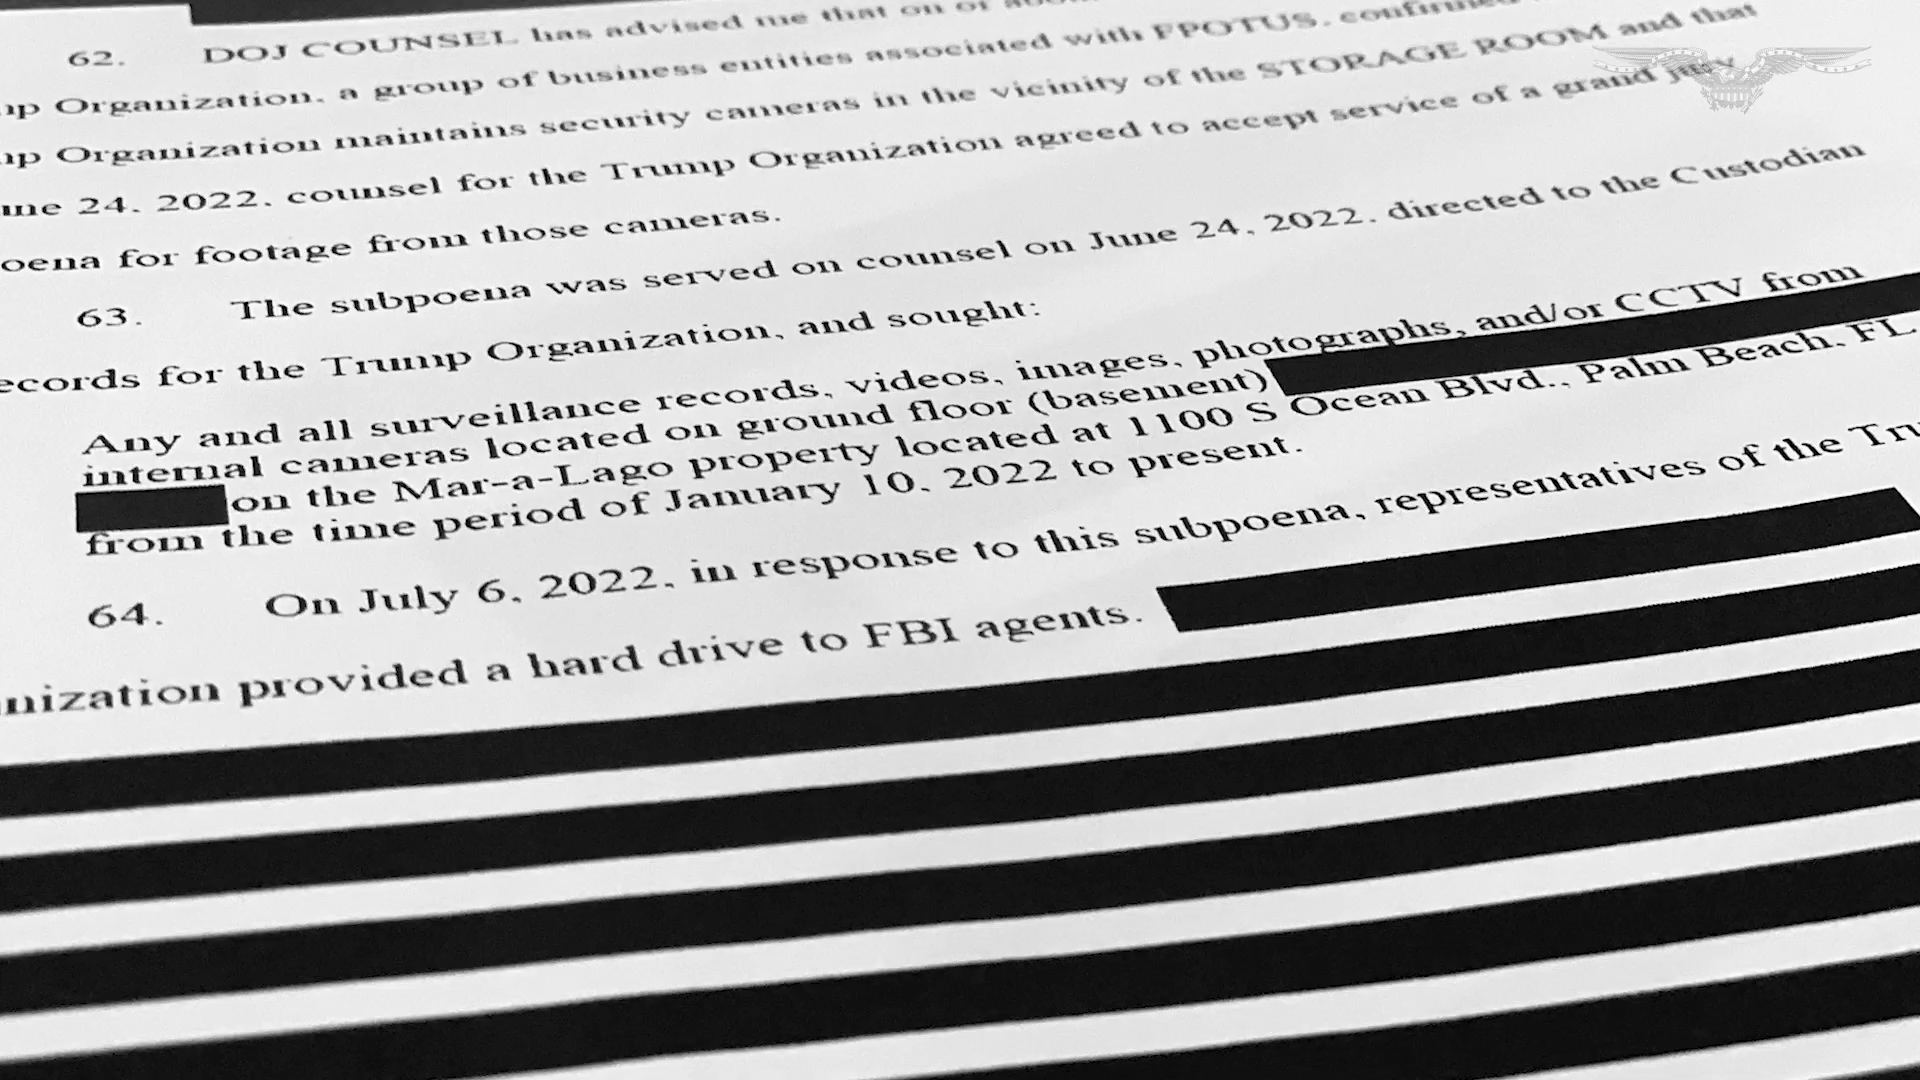 62. DOJ COUNSEL has advised me that on or
Organization, a group of business entities associated with FPOTUS, confirmed
Organization maintains security cameras in the vicinity of the STORAGE ROOM and that
24, 2022, counsel for the Trump Organization agreed to accept service of a grand jury
oena for footage from those cameras.
63. The subpoena was served on counsel on June 24, 2022, directed to the Custodian
ecords for the Trump Organization, and sought:
Any and all surveillance records, videos, images, photographs, and/or CCTV from
internal cameras located on ground floor (basement)
on the Mar-a-Lago property located at 1100 S Ocean Blvd., Palm Beach, FL
from the time period of January 10, 2022 to present.
64. On July 6, 2022, in response to this subpoena, representatives of the Tru
nization provided a hard drive to FBI agents.